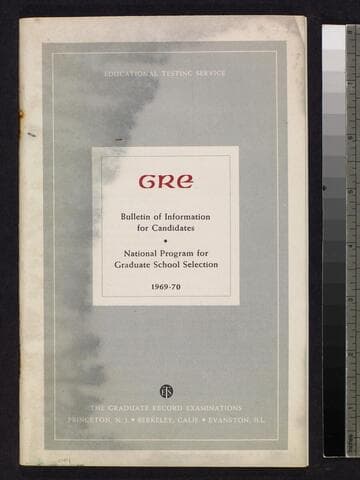 EDUCATIONAL TESTING SERVICE
GRE
Bulletin of Information
for Candidates
•
National Program for
Graduate School Selection
1969-70
ETS
THE GRADUATE RECORD EXAMINATIONS
PRINCETON, N. J. • BERKELEY, CALIF. • EVANSTON, ILL.